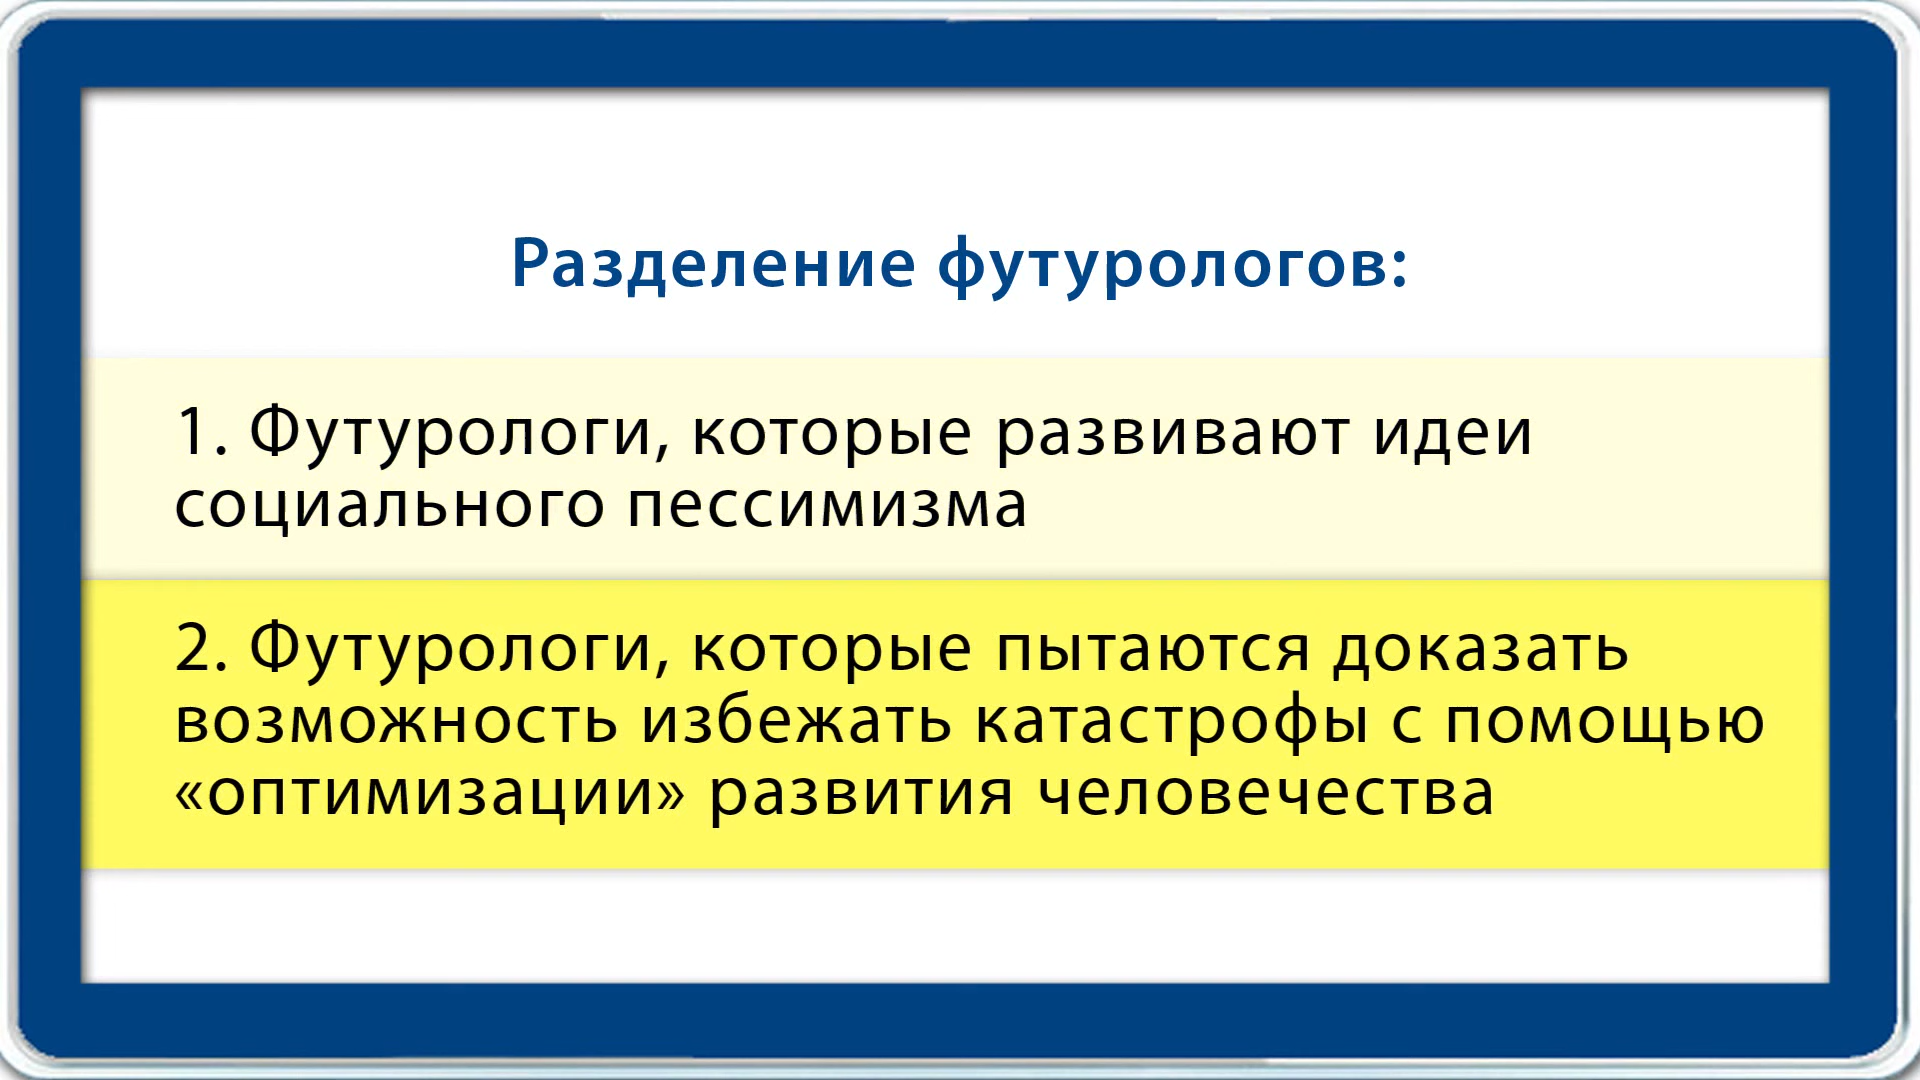 Разделение футурологов:
1. Футурологи, которые развивают идеи
социального пессимизма
2. Футурологи, которые пытаются доказать
возможность избежать катастрофы с помощью
«оптимизации» развития человечества